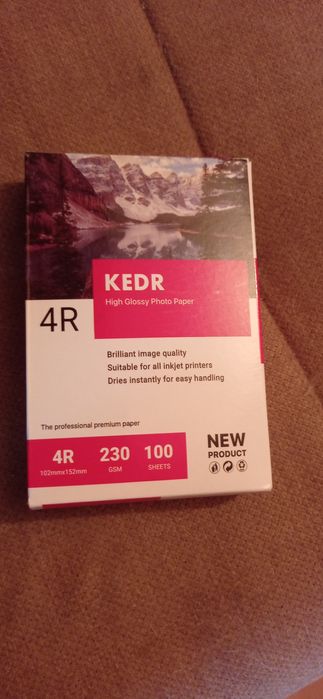 KEDR
High Glossy Photo Paper
4R
Brilliant image quality
Suitable for all inkjet printers
Dries instantly for easy handling
The professional premium paper
4R
102mmx152mm
230
GSM
100
SHEETS
NEW
PRODUCT